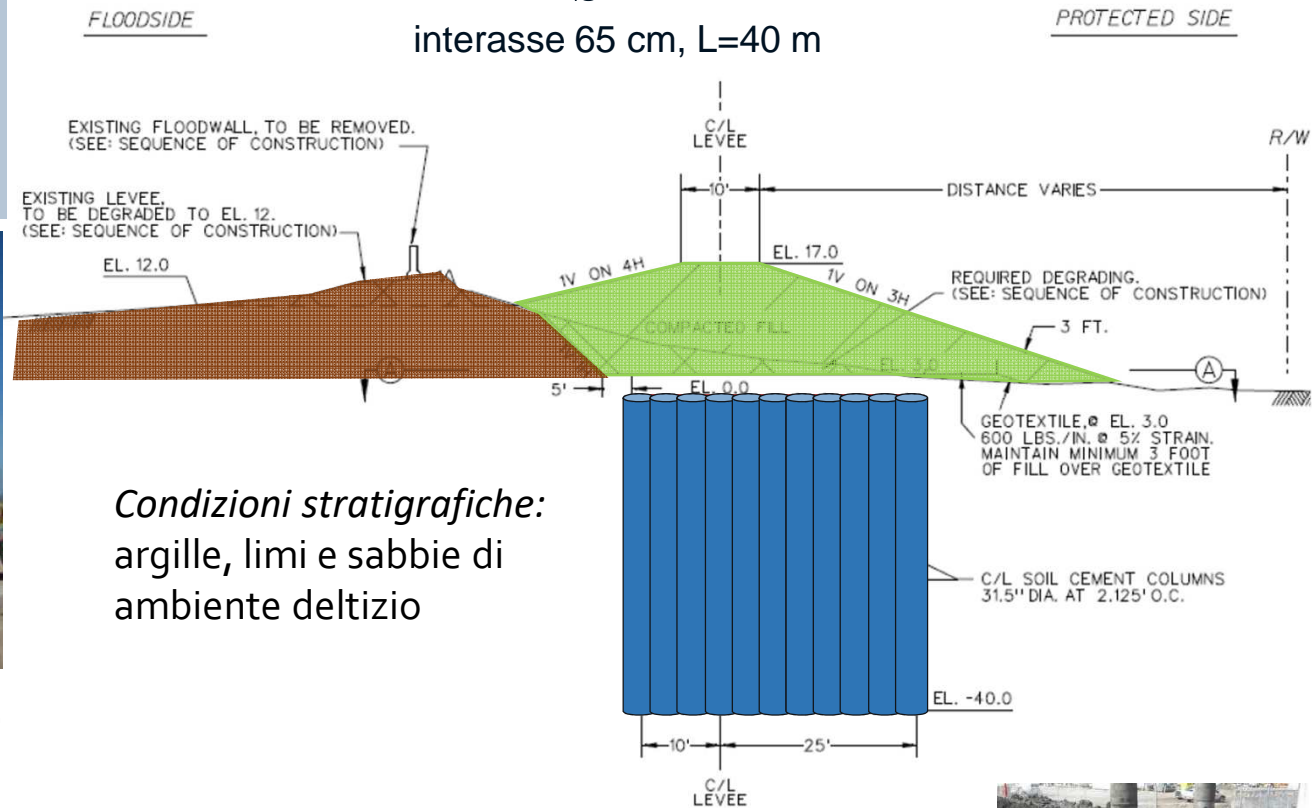 FLOODSIDE
interasse 65 cm, L=40 m
PROTECTED SIDE
EXISTING FLOODWALL, TO BE REMOVED.
(SEE: SEQUENCE OF CONSTRUCTION)
C/L
LEVEE
R/W
EXISTING LEVEE,
TO BE DEGRADED TO EL. 12.
(SEE: SEQUENCE OF CONSTRUCTION)
10'
DISTANCE VARIES
EL. 12.0
1V ON 4H
EL. 17.0
1V ON 3H
REQUIRED DEGRADING.
(SEE: SEQUENCE OF CONSTRUCTION)
COMPACTED FILL
3 FT.
A
EL. 3.0
A
5'
EL. 0.0
GEOTEXTILE,@ EL. 3.0
600 LBS./IN. @ 5% STRAIN.
MAINTAIN MINIMUM 3 FOOT
OF FILL OVER GEOTEXTILE
Condizioni stratigrafiche:
argille, limi e sabbie di
ambiente deltizio
C/L SOIL CEMENT COLUMNS
31.5" DIA. AT 2.125' O.C.
EL. -40.0
10'
25'
C/L
LEVEE